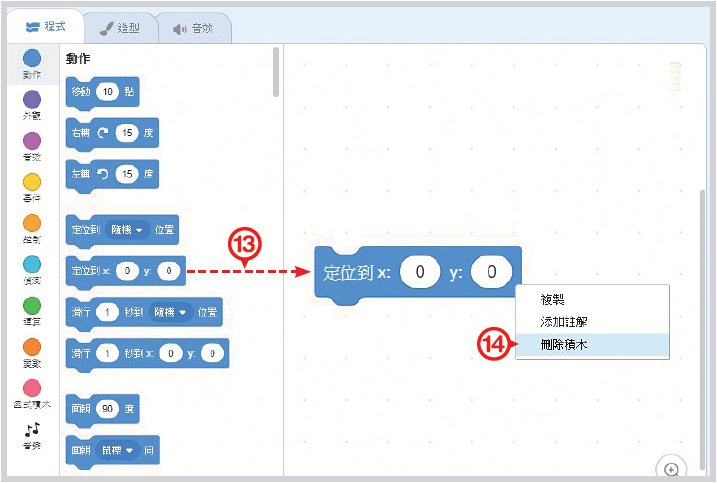 程式
造型
音效
動作
外觀
音效
事件
控制
偵測
運算
變數
函式積木
音樂
動作
移動 10 點
右轉 15 度
左轉 15 度
定位到 隨機 位置
定位到 x: 0 y: 0
滑行 1 秒到 隨機 位置
滑行 1 秒到 x: 0 y: 0
面朝 90 度
面朝 鼠標 向
13
定位到 x: 0 y: 0
複製
添加註解
14
刪除積木